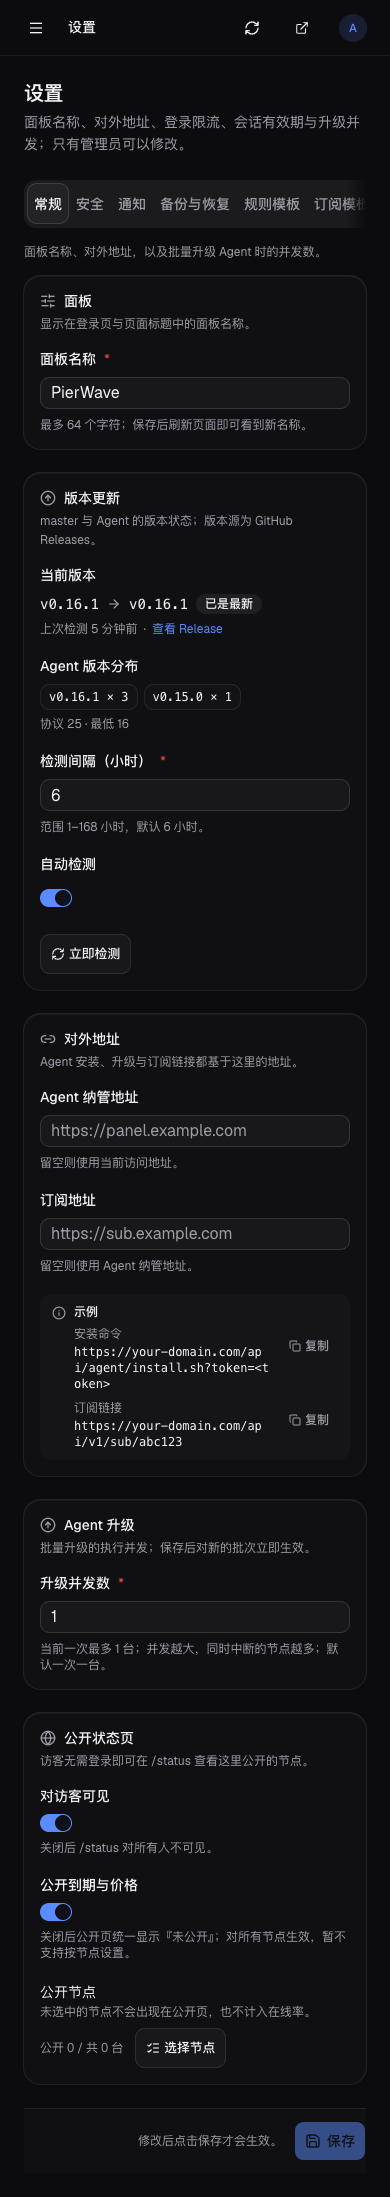 设置
A
设置
面板名称、对外地址、登录限流、会话有效期与升级并
发；只有管理员可以修改。
常规 安全 通知 备份与恢复 规则模板 订阅模
面板名称、对外地址，以及批量升级 Agent 时的并发数。
面板
显示在登录页与页面标题中的面板名称。
面板名称 *
PierWave
最多 64 个字符；保存后刷新页面即可看到新名称。
版本更新
master 与 Agent 的版本状态；版本源为 GitHub
Releases。
当前版本
v0.16.1 → v0.16.1 已是最新
上次检测 5 分钟前 · 查看 Release
Agent 版本分布
v0.16.1 × 3 v0.15.0 × 1
协议 25 · 最低 16
检测间隔（小时） *
6
范围 1–168 小时，默认 6 小时。
自动检测
立即检测
对外地址
Agent 安装、升级与订阅链接都基于这里的地址。
Agent 纳管地址
https://panel.example.com
留空则使用当前访问地址。
订阅地址
https://sub.example.com
留空则使用 Agent 纳管地址。
示例
安装命令
https://your-domain.com/ap
i/agent/install.sh?token=<t
oken>
复制
订阅链接
https://your-domain.com/ap
i/v1/sub/abc123
复制
Agent 升级
批量升级的执行并发；保存后对新的批次立即生效。
升级并发数 *
1
当前一次最多 1 台；并发越大，同时中断的节点越多；默
认一次一台。
公开状态页
访客无需登录即可在 /status 查看这里公开的节点。
对访客可见
关闭后 /status 对所有人不可见。
公开到期与价格
关闭后公开页统一显示『未公开』；对所有节点生效，暂不
支持按节点设置。
公开节点
未选中的节点不会出现在公开页，也不计入在线率。
公开 0 / 共 0 台 选择节点
修改后点击保存才会生效。 保存